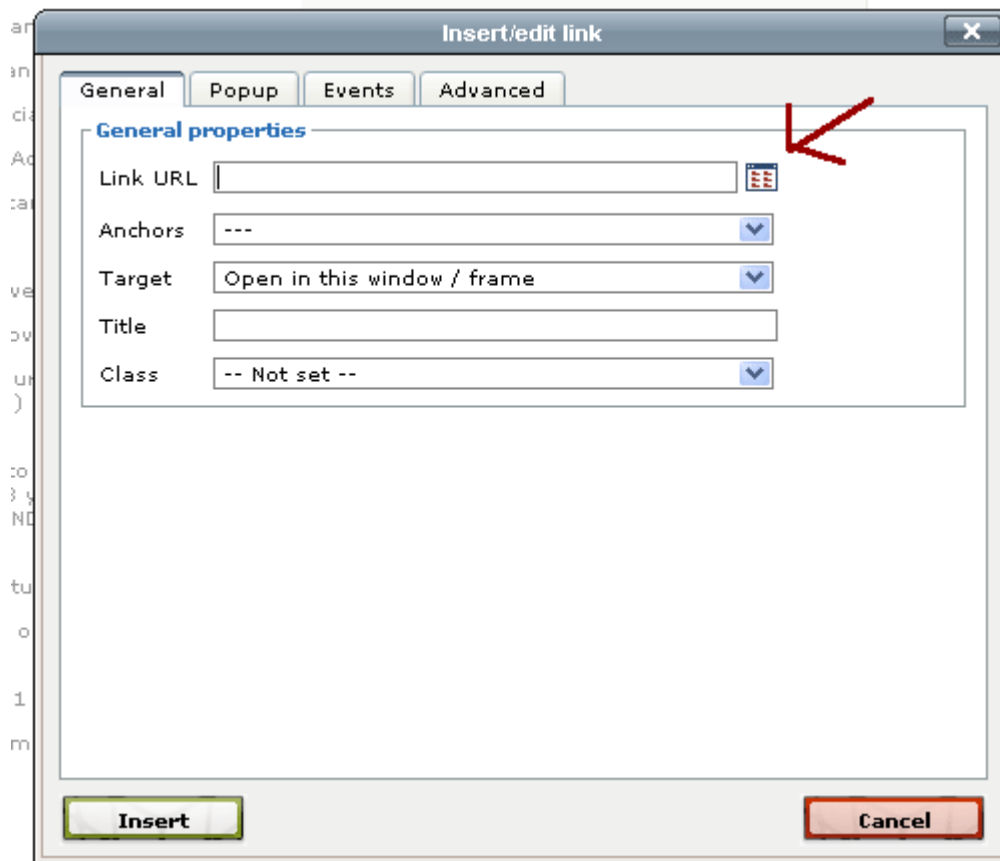 Insert/edit link
General Popup Events Advanced
General properties
Link URL
Anchors ---
Target Open in this window / frame
Title
Class -- Not set --
Insert Cancel